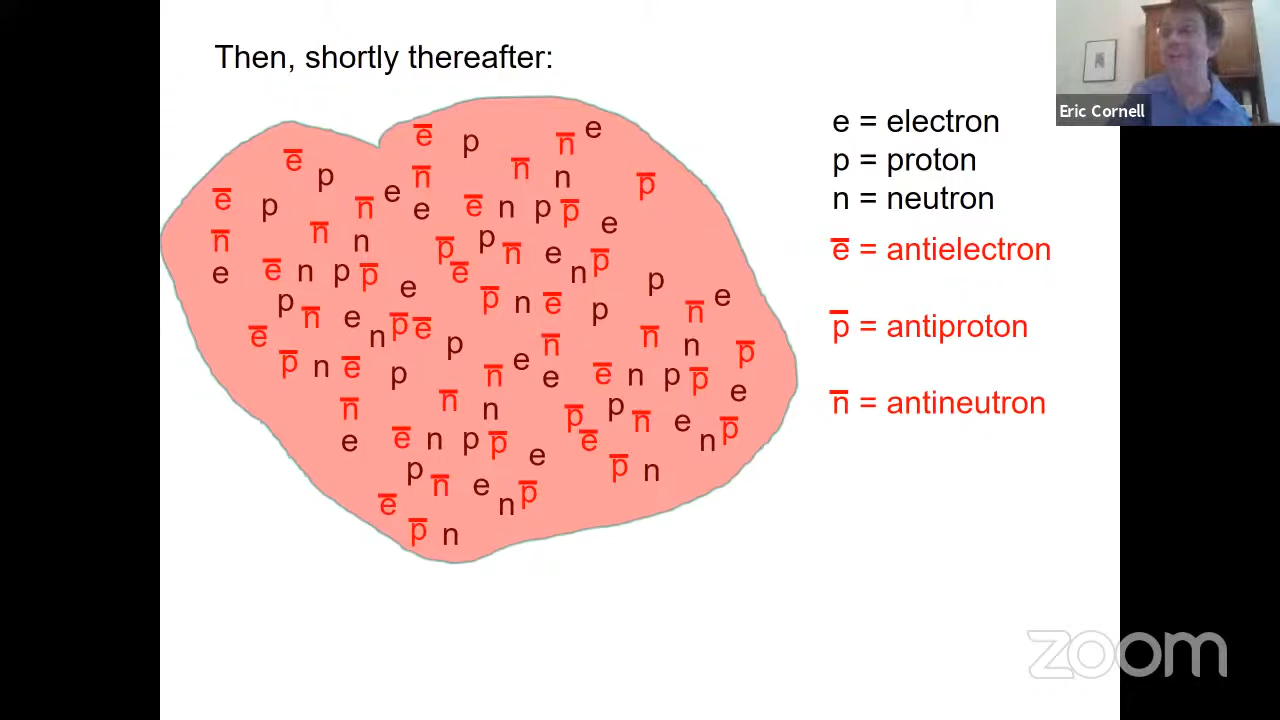 Then, shortly thereafter:
Eric Cornell
e = electron
p = proton
n = neutron
e̅ = antielectron
p̅ = antiproton
n̅ = antineutron
e̅ p n̅ e
e̅ p n̅ n̅ n p̅
e̅ p n̅ e e e̅ n p p̅ e
n̅ n̅ n p̅ p n̅ e p̅
e e̅ n p p̅ e e̅ n p
p n̅ e p̅ n e̅ p n̅ e
e̅ n p̅ e̅ p n̅ n̅ n p̅
p̅ n e̅ p n̅ e e e̅ n p p̅ e
n̅ n̅ n p̅ p n̅ e p̅
e e̅ n p p̅ e e̅ n
p n̅ e p̅ p̅ n
e̅ n
p̅ n
zoom